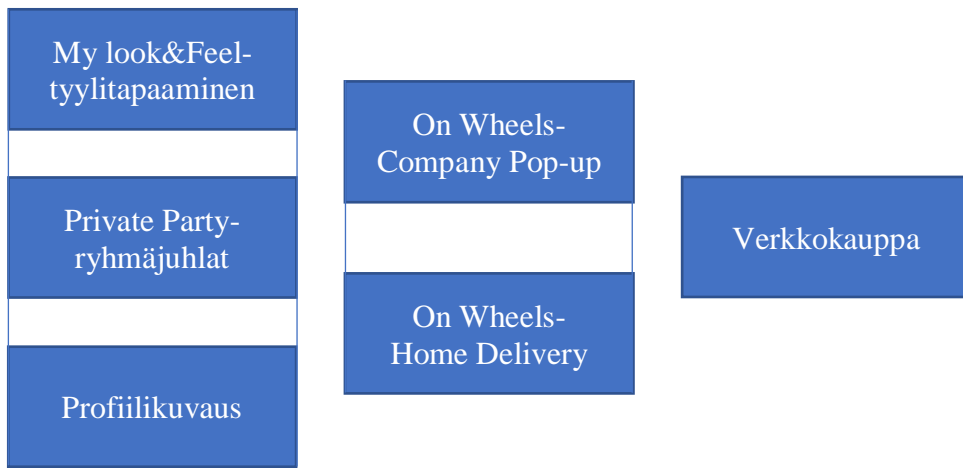 My look&Feel-
tyylitapaaminen
Private Party-
ryhmäjuhlat
Profiilikuvaus
On Wheels-
Company Pop-up
On Wheels-
Home Delivery
Verkkokauppa